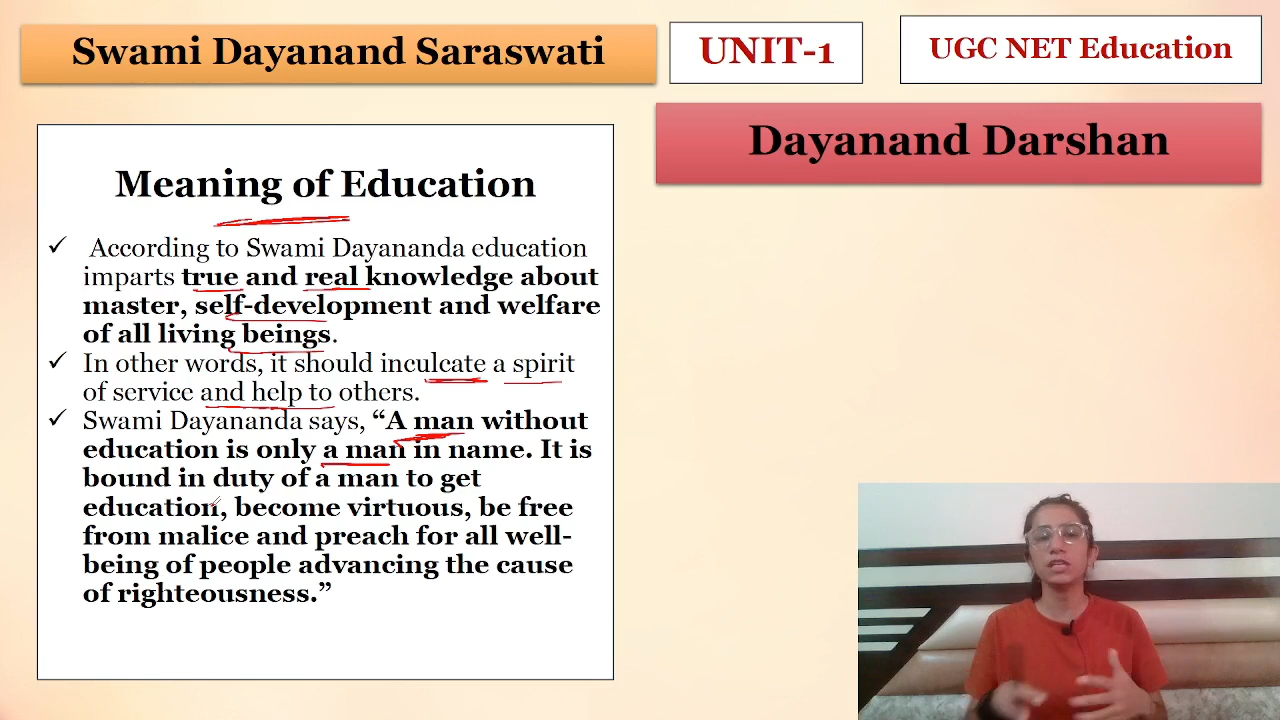 Swami Dayanand Saraswati
UNIT-1
UGC NET Education
Dayanand Darshan
Meaning of Education
✓ According to Swami Dayananda education
imparts true and real knowledge about
master, self-development and welfare
of all living beings.
✓ In other words, it should inculcate a spirit
of service and help to others.
✓ Swami Dayananda says, “A man without
education is only a man in name. It is
bound in duty of a man to get
education, become virtuous, be free
from malice and preach for all well-
being of people advancing the cause
of righteousness.”